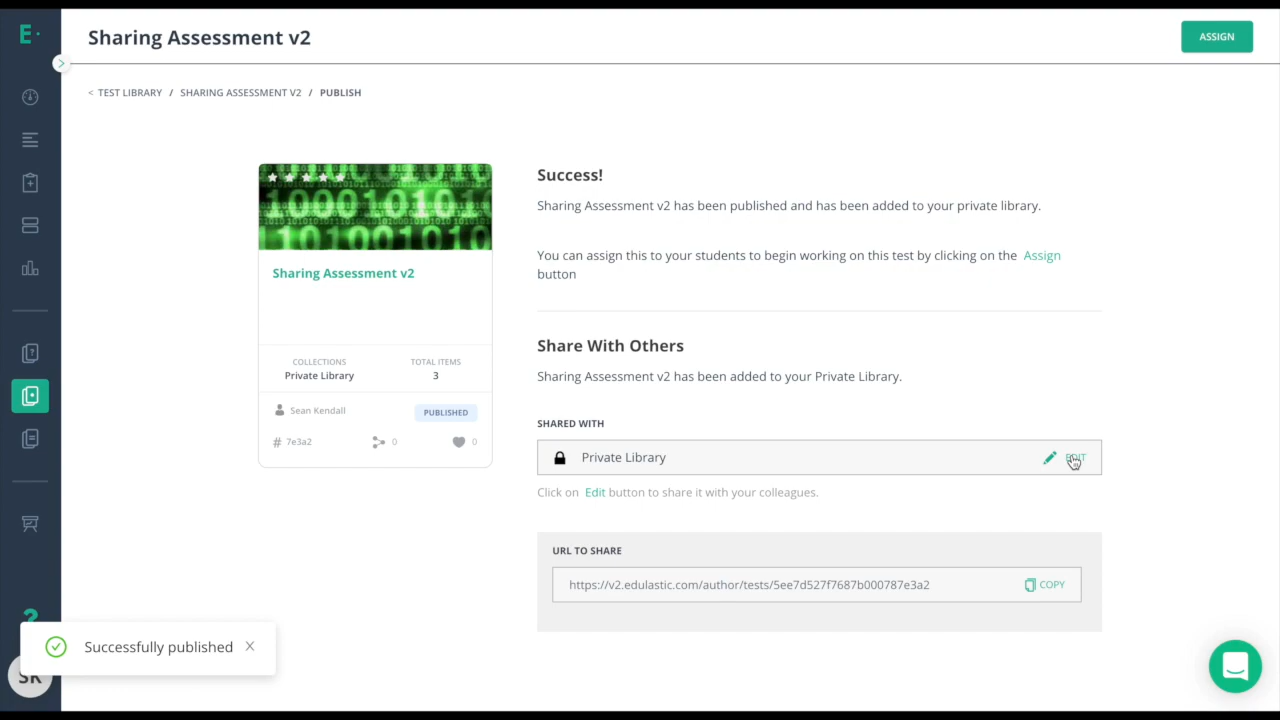 E
Sharing Assessment v2
ASSIGN
< TEST LIBRARY / SHARING ASSESSMENT V2 / PUBLISH
Success!
Sharing Assessment v2 has been published and has been added to your private library.
You can assign this to your students to begin working on this test by clicking on the Assign
button
Sharing Assessment v2
COLLECTIONS
Private Library
TOTAL ITEMS
3
Sean Kendall
PUBLISHED
# 7e3a2
0
0
Share With Others
Sharing Assessment v2 has been added to your Private Library.
SHARED WITH
Private Library
EDIT
Click on Edit button to share it with your colleagues.
URL TO SHARE
https://v2.edulastic.com/author/tests/5ee7d527f7687b000787e3a2
COPY
?
Successfully published
SK